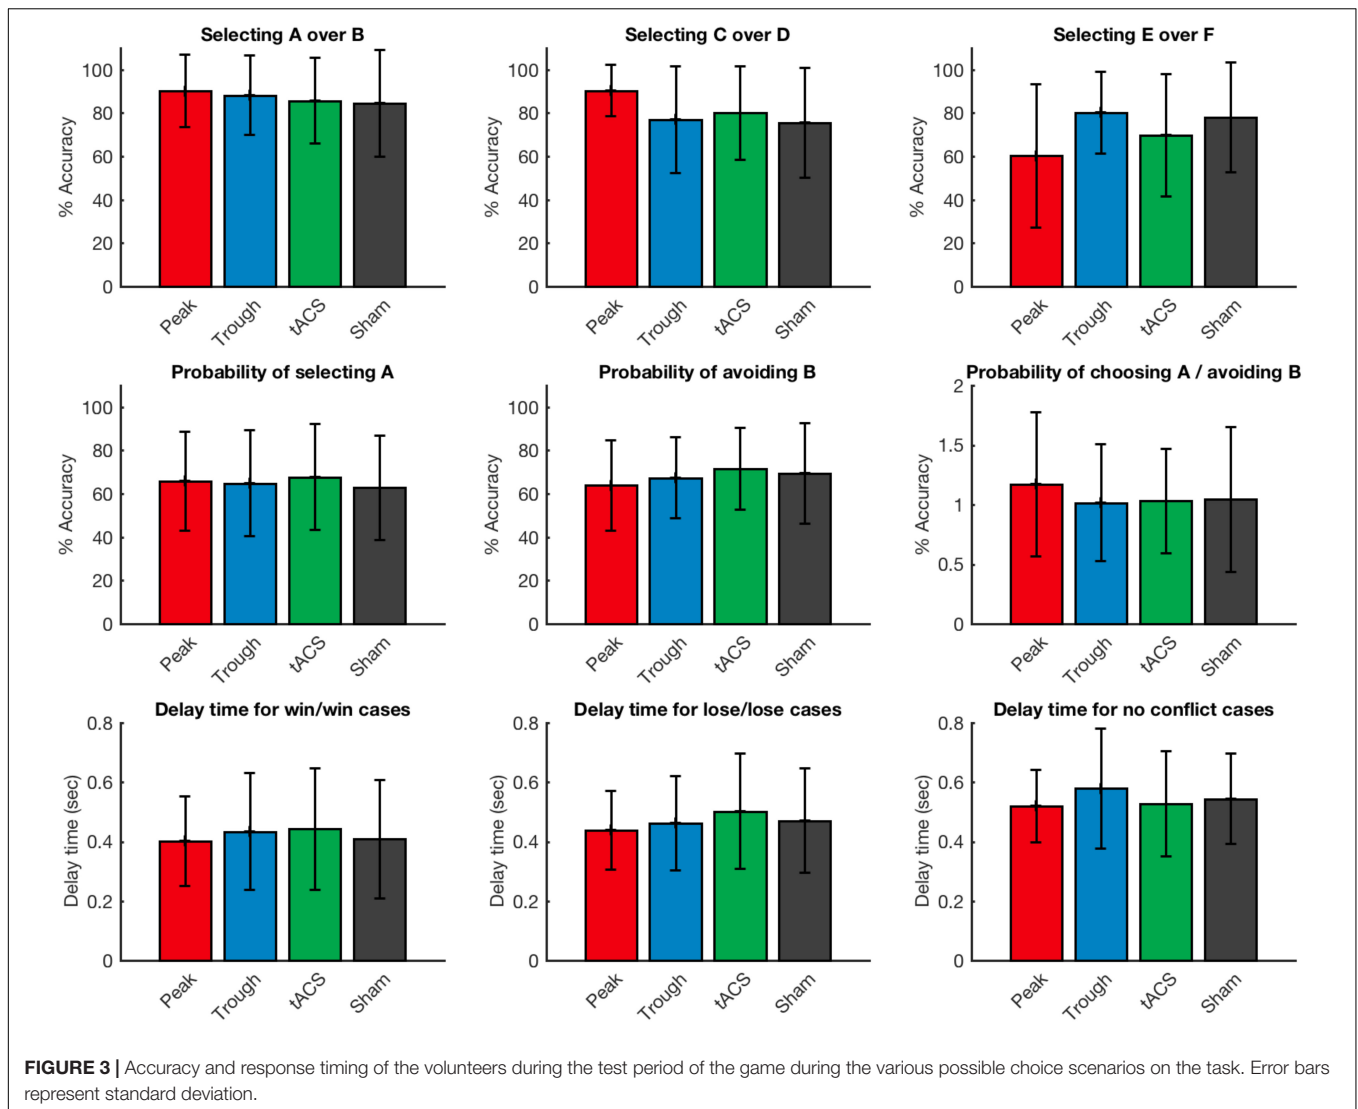 Selecting A over B
% Accuracy
100
80
60
40
20
0
Peak
Trough
tACS
Sham
Selecting C over D
% Accuracy
100
80
60
40
20
0
Peak
Trough
tACS
Sham
Selecting E over F
% Accuracy
100
80
60
40
20
0
Peak
Trough
tACS
Sham
Probability of selecting A
% Accuracy
100
80
60
40
20
0
Peak
Trough
tACS
Sham
Probability of avoiding B
% Accuracy
100
80
60
40
20
0
Peak
Trough
tACS
Sham
Probability of choosing A / avoiding B
% Accuracy
2
1.5
1
0.5
0
Peak
Trough
tACS
Sham
Delay time for win/win cases
Delay time (sec)
0.8
0.6
0.4
0.2
0
Peak
Trough
tACS
Sham
Delay time for lose/lose cases
Delay time (sec)
0.8
0.6
0.4
0.2
0
Peak
Trough
tACS
Sham
Delay time for no conflict cases
Delay time (sec)
0.8
0.6
0.4
0.2
0
Peak
Trough
tACS
Sham
FIGURE 3 | Accuracy and response timing of the volunteers during the test period of the game during the various possible choice scenarios on the task. Error bars
represent standard deviation.